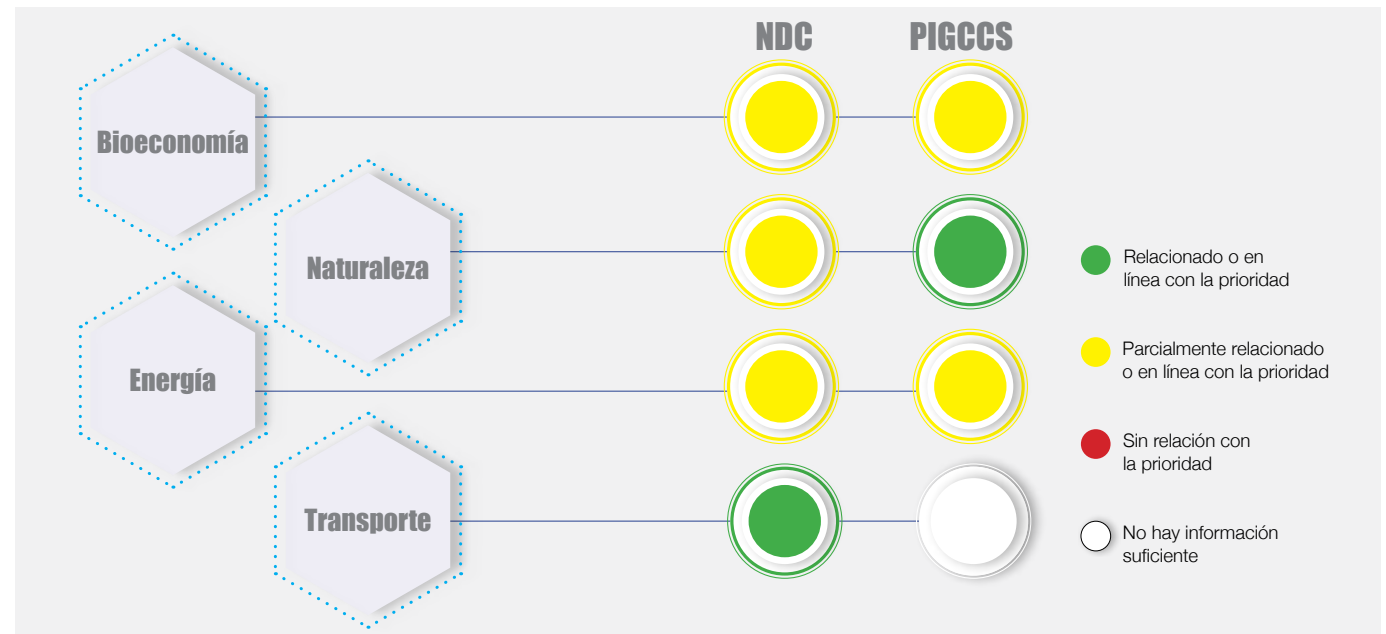 NDC PIGCCS
Bioeconomía
Naturaleza
Energía
Transporte
Relacionado o en
línea con la prioridad
Parcialmente relacionado
o en línea con la prioridad
Sin relación con
la prioridad
No hay información
suficiente